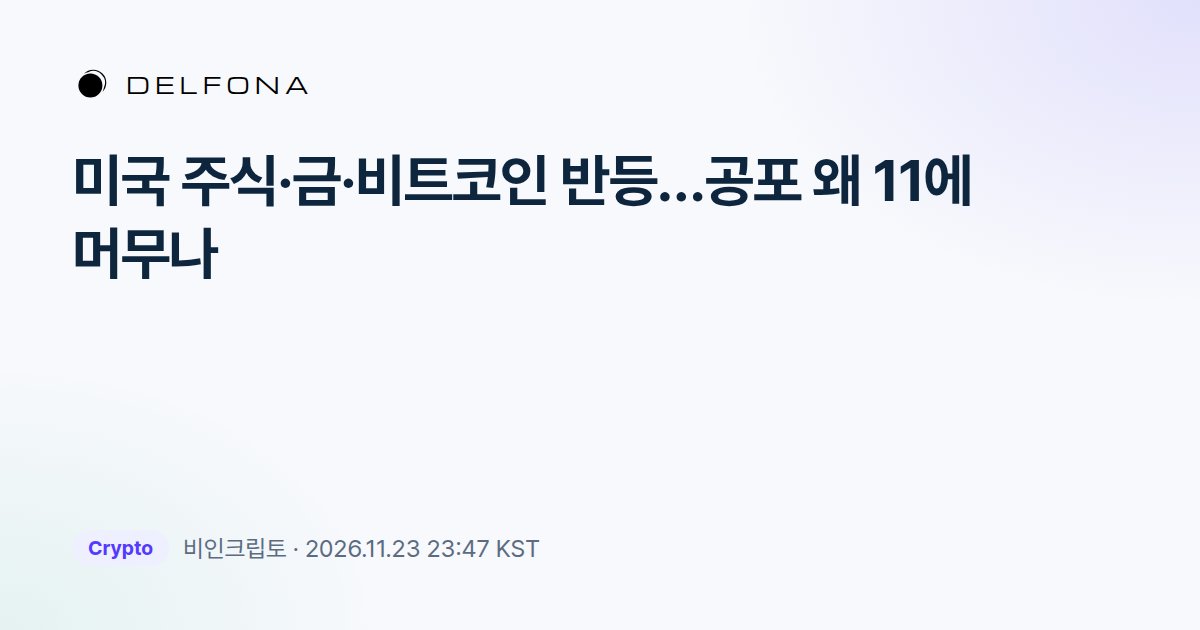 DELFONA
미국 주식·금·비트코인 반등...공포 왜 11에
머무나
Crypto 비인크립토 · 2026.11.23 23:47 KST